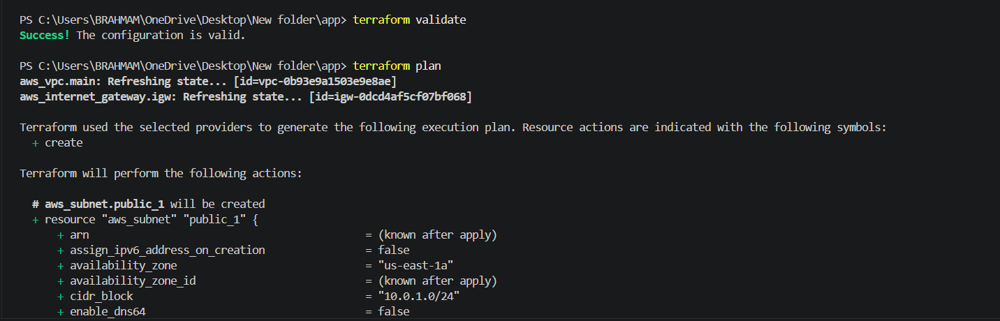 PS C:\Users\BRAHMAM\OneDrive\Desktop\New folder\app> terraform validate
Success! The configuration is valid.
PS C:\Users\BRAHMAM\OneDrive\Desktop\New folder\app> terraform plan
aws_vpc.main: Refreshing state... [id=vpc-0b93e9a1503e9e8ae]
aws_internet_gateway.igw: Refreshing state... [id=igw-0dcd4af5cf07bf068]
Terraform used the selected providers to generate the following execution plan. Resource actions are indicated with the following symbols:
+ create
Terraform will perform the following actions:
# aws_subnet.public_1 will be created
+ resource "aws_subnet" "public_1" {
+ arn = (known after apply)
+ assign_ipv6_address_on_creation = false
+ availability_zone = "us-east-1a"
+ availability_zone_id = (known after apply)
+ cidr_block = "10.0.1.0/24"
+ enable_dns64 = false